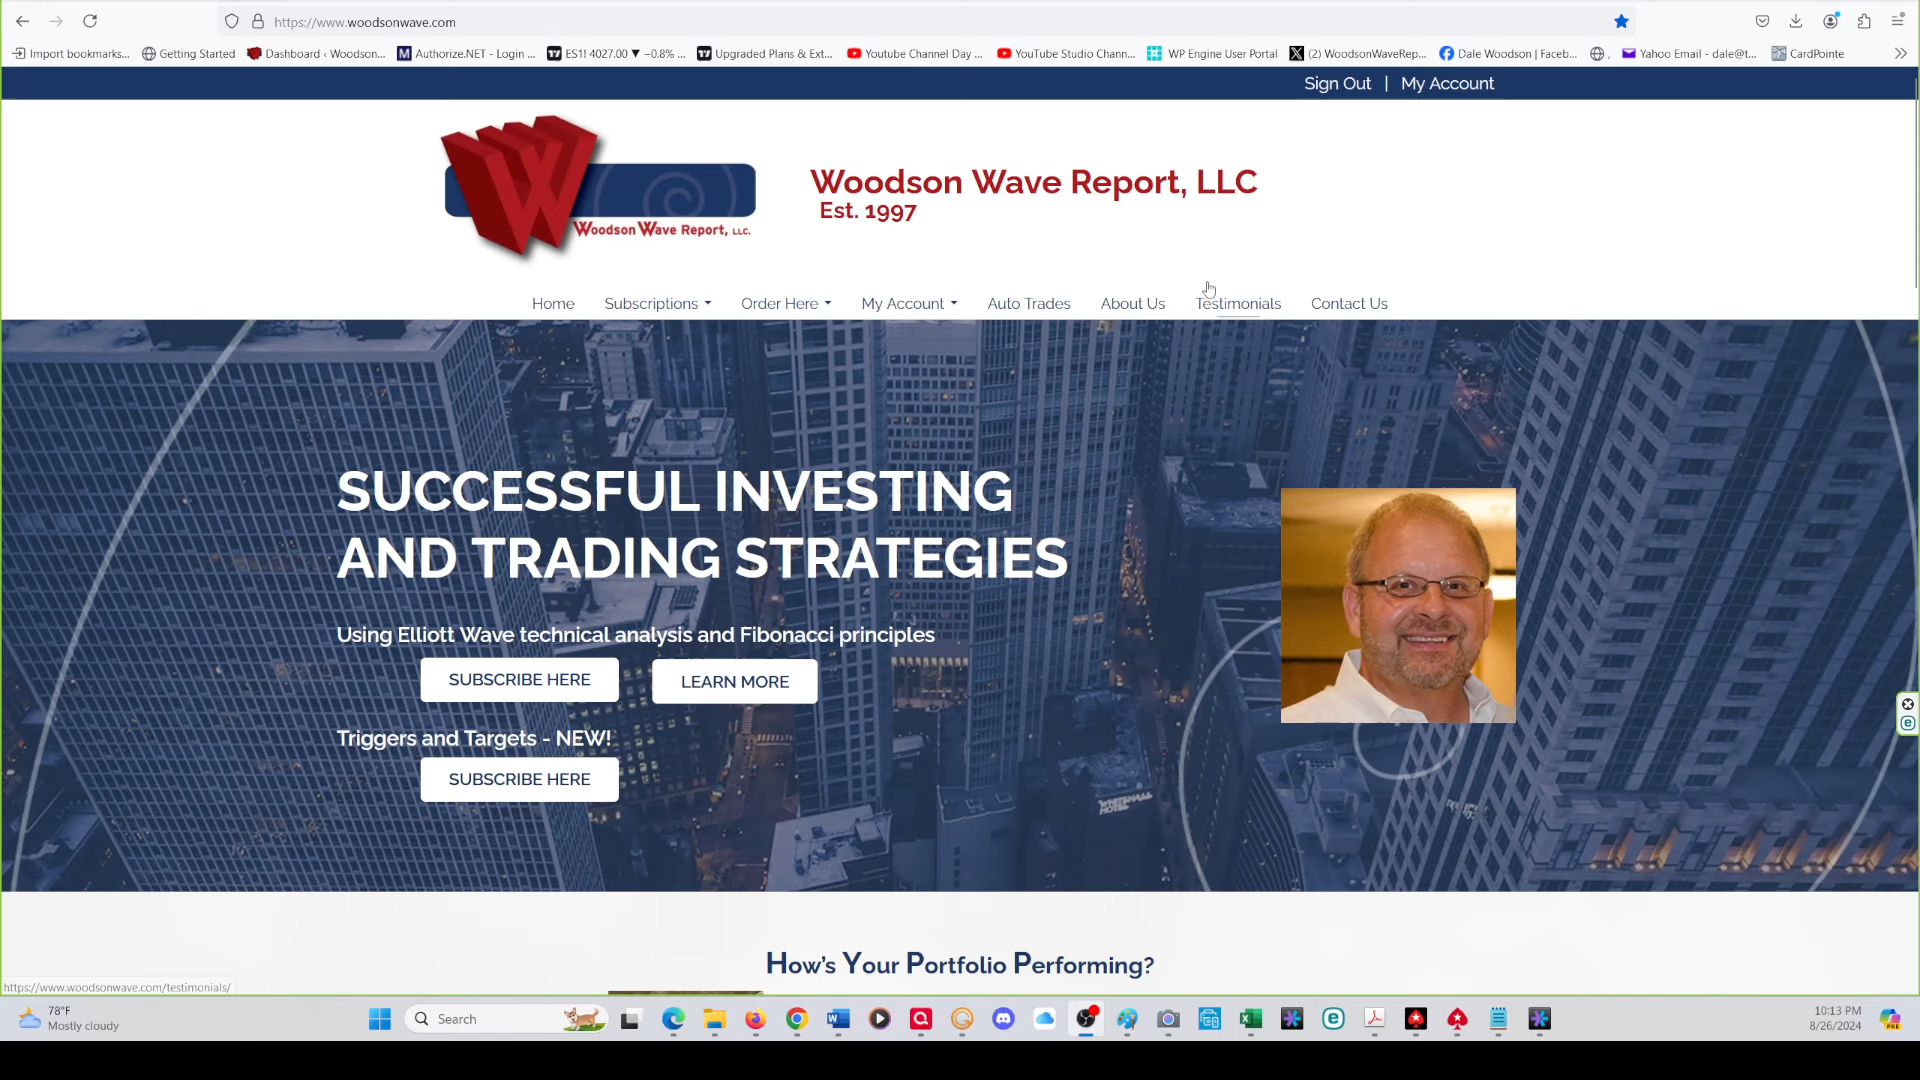 https://www.woodsonwave.com
Import bookmarks...
Getting Started
Dashboard ‹ Woodson...
Authorize.NET - Login ...
ES1! 4027.00 ▼ −0.8% ...
Upgraded Plans & Ext...
Youtube Channel Day ...
YouTube Studio Chann...
WP Engine User Portal
(2) WoodsonWaveRep...
Dale Woodson | Faceb...
Yahoo Email - dale@t...
CardPointe
Sign Out | My Account
Woodson Wave Report, LLC.
Woodson Wave Report, LLC
Est. 1997
Home
Subscriptions
Order Here
My Account
Auto Trades
About Us
Testimonials
Contact Us
SUCCESSFUL INVESTING
AND TRADING STRATEGIES
Using Elliott Wave technical analysis and Fibonacci principles
SUBSCRIBE HERE
LEARN MORE
Triggers and Targets - NEW!
SUBSCRIBE HERE
WHITEHALL
HOTEL
How's Your Portfolio Performing?
https://www.woodsonwave.com/testimonials/
78°F
Mostly cloudy
Search
10:13 PM
8/26/2024
PRE